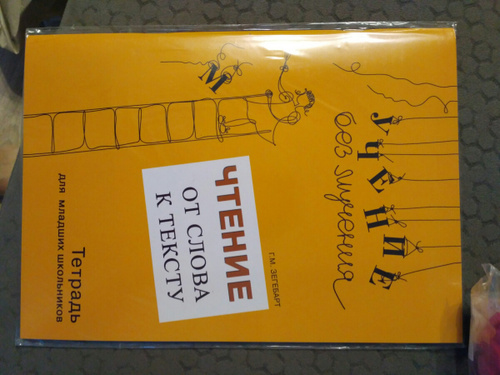 УЧЕНИЕ
без мучения
М
Г.М. ЗЕГЕБАРТ
ЧТЕНИЕ
ОТ СЛОВА
К ТЕКСТУ
Тетрадь
для младших школьников